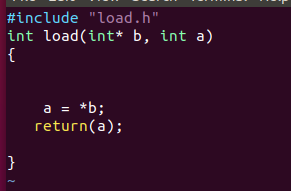 #include "load.h"
int load(int* b, int a)
{
a = *b;
return(a);
}
~